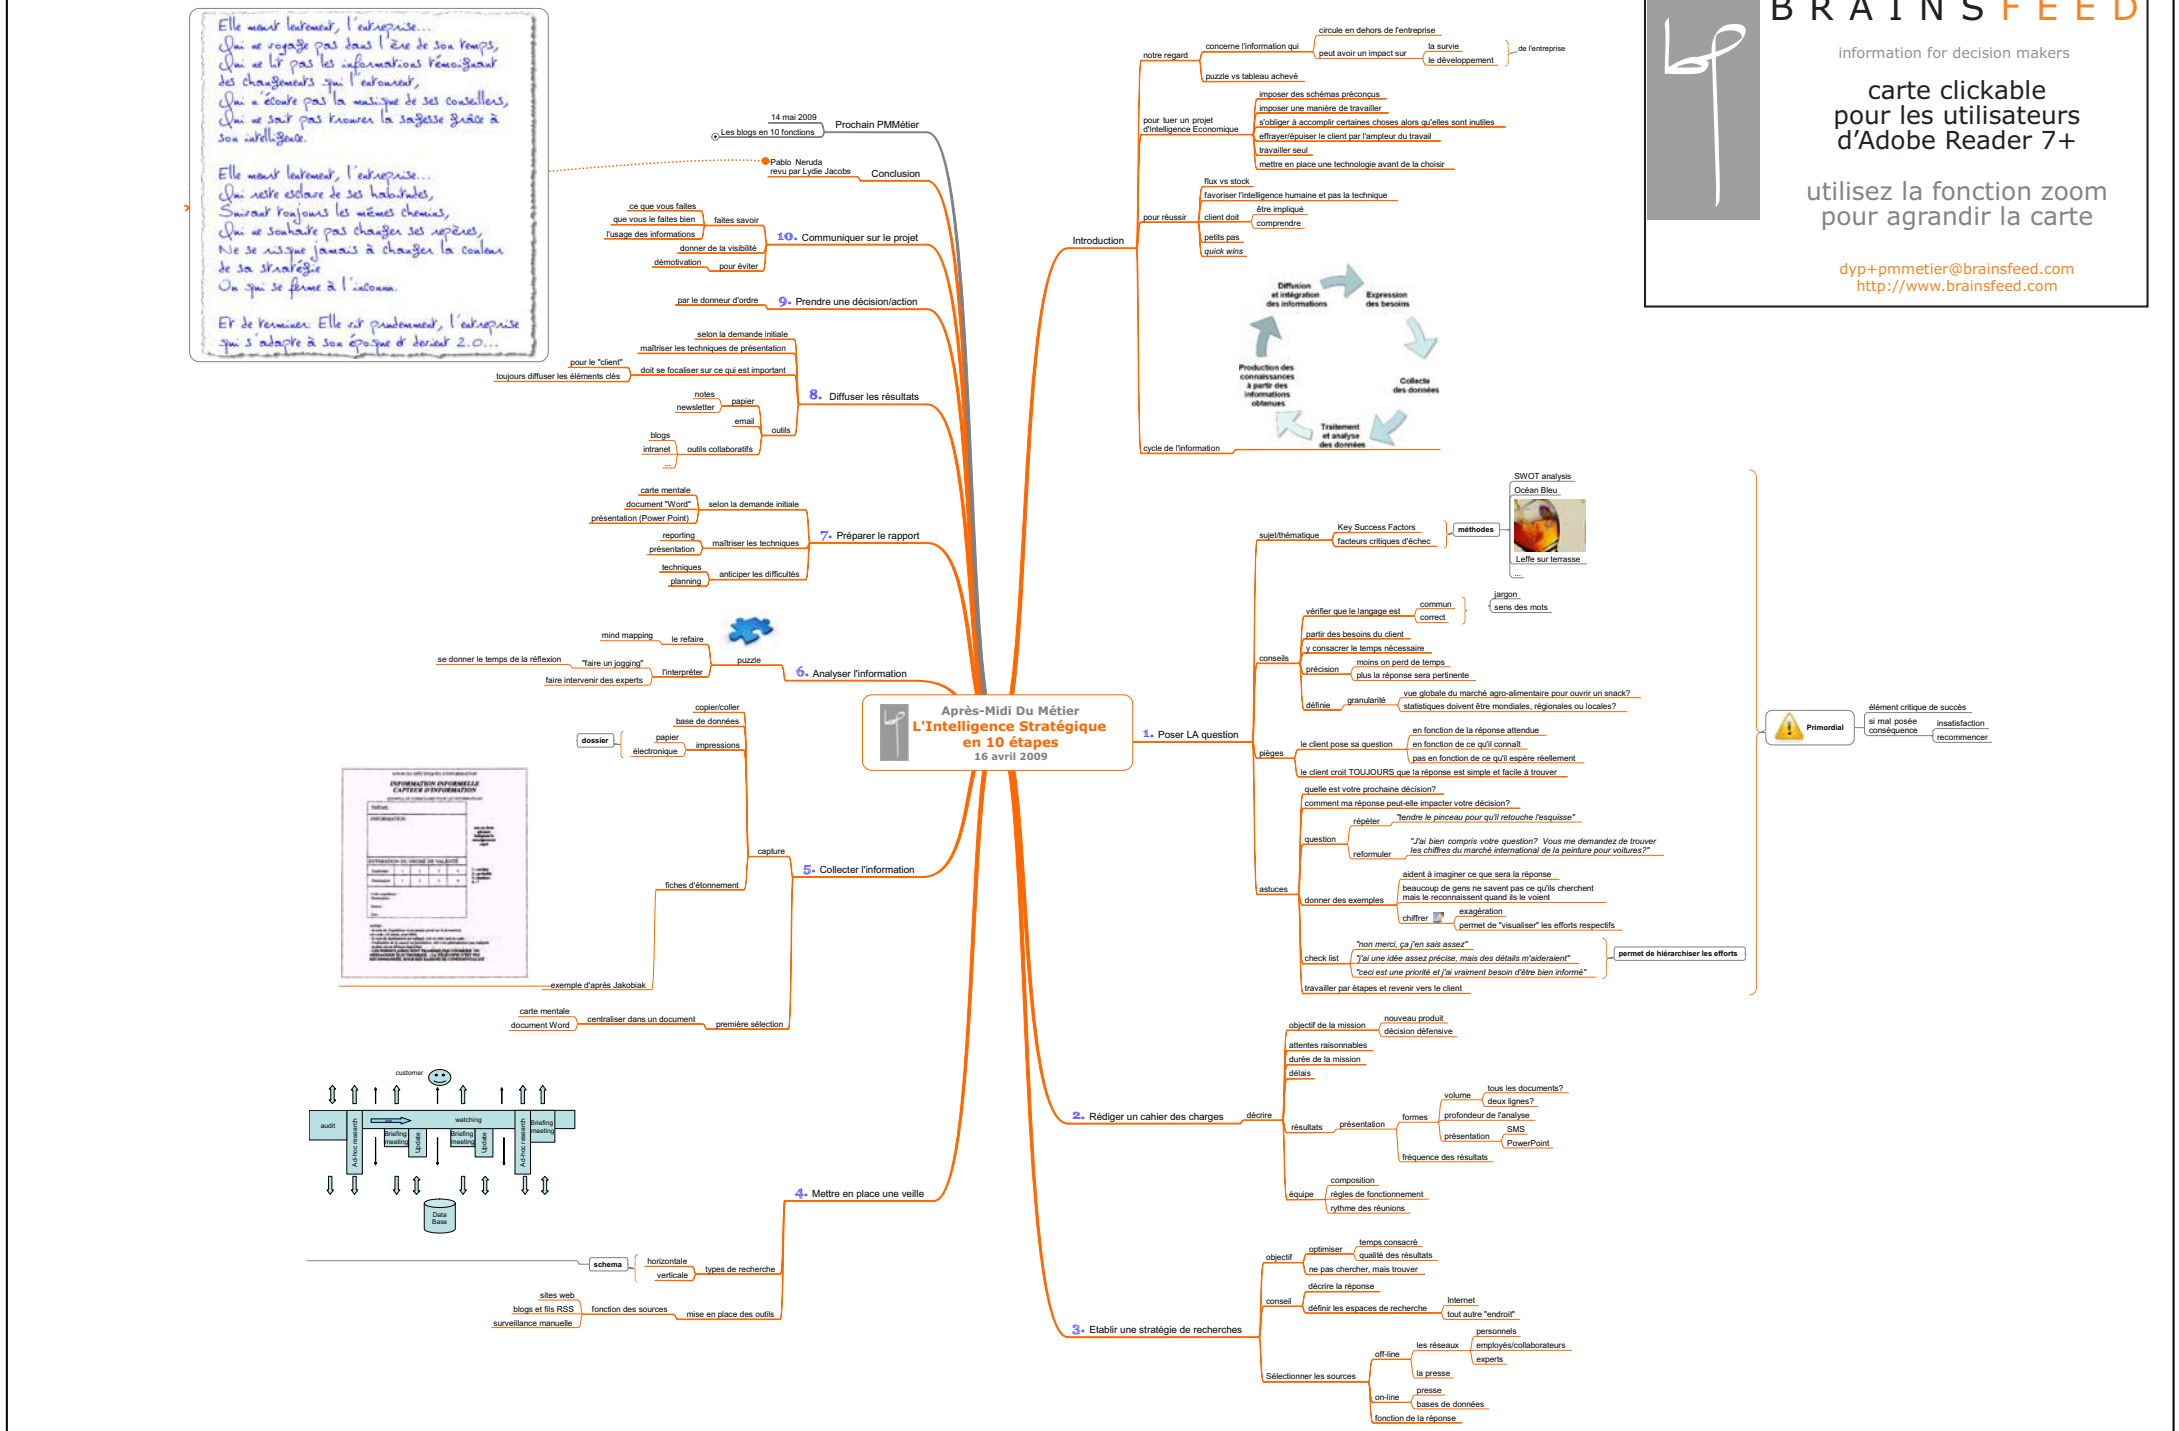 Elle meurt lentement, l'entreprise...
Qui ne voyage pas dans l'ère de son temps,
Qui ne lit pas les informations témoignant
des changements qui l'entourent,
Qui n'écoute pas la musique de ses conseillers,
Qui ne sait pas trouver la sagesse grâce à
son intelligence.
Elle meurt lentement, l'entreprise...
Qui reste esclave de ses habitudes,
Suivant toujours les mêmes chemins,
Qui ne souhaite pas changer ses repères,
Ne se risque jamais à changer la couleur
de sa stratégie
Ou qui se ferme à l'inconnu.
Et de terminer: Elle vit prudemment, l'entreprise
qui s'adapte à son époque et devient 2.0...
BRAINSFEED
information for decision makers
carte clickable
pour les utilisateurs
d'Adobe Reader 7+
utilisez la fonction zoom
pour agrandir la carte
dyp+pmmetier@brainsfeed.com
http://www.brainsfeed.com
Après-Midi Du Métier
L'Intelligence Stratégique
en 10 étapes
16 avril 2009
Introduction
notre regard
concerne l'information qui
circule en dehors de l'entreprise
peut avoir un impact sur
la survie
le développement
de l'entreprise
puzzle vs tableau achevé
pour tuer un projet
d'Intelligence Economique
imposer des schémas préconçus
imposer une manière de travailler
s'obliger à accomplir certaines choses alors qu'elles sont inutiles
effrayer/épuiser le client par l'ampleur du travail
travailler seul
mettre en place une technologie avant de la choisir
pour réussir
flux vs stock
favoriser l'intelligence humaine et pas la technique
client doit
être impliqué
comprendre
petits pas
quick wins
cycle de l'information
Diffusion
et intégration
des informations
Expression
des besoins
Collecte
des données
Traitement
et analyse
des données
Production des
connaissances
à partir des
informations
obtenues
1. Poser LA question
sujet/thématique
Key Success Factors
facteurs critiques d'échec
méthodes
SWOT analysis
Océan Bleu
Leffe sur terrasse
...
conseils
vérifier que le langage est
commun
correct
jargon
sens des mots
partir des besoins du client
y consacrer le temps nécessaire
précision
moins on perd de temps
plus la réponse sera pertinente
définie
granularité
vue globale du marché agro-alimentaire pour ouvrir un snack?
statistiques doivent être mondiales, régionales ou locales?
pièges
le client pose sa question
en fonction de la réponse attendue
en fonction de ce qu'il connaît
pas en fonction de ce qu'il espère réellement
le client croit TOUJOURS que la réponse est simple et facile à trouver
astuces
quelle est votre prochaine décision?
comment ma réponse peut-elle impacter votre décision?
question
répéter
"tendre le pinceau pour qu'il retouche l'esquisse"
reformuler
"J'ai bien compris votre question? Vous me demandez de trouver
les chiffres du marché international de la peinture pour voitures?"
donner des exemples
aident à imaginer ce que sera la réponse
beaucoup de gens ne savent pas ce qu'ils cherchent
mais le reconnaissent quand ils le voient
chiffrer
exagération
permet de "visualiser" les efforts respectifs
check list
"non merci, ça j'en sais assez"
"j'ai une idée assez précise, mais des détails m'aideraient"
"ceci est une priorité et j'ai vraiment besoin d'être bien informé"
permet de hiérarchiser les efforts
travailler par étapes et revenir vers le client
Primordial
élément critique de succès
si mal posée
conséquence
insatisfaction
recommencer
2. Rédiger un cahier des charges
décrire
objectif de la mission
nouveau produit
décision défensive
attentes raisonnables
durée de la mission
délais
résultats
présentation
formes
volume
tous les documents?
deux lignes?
profondeur de l'analyse
présentation
SMS
PowerPoint
fréquence des résultats
équipe
composition
règles de fonctionnement
rythme des réunions
3. Etablir une stratégie de recherches
objectif
optimiser
temps consacré
qualité des résultats
ne pas chercher, mais trouver
conseil
décrire la réponse
définir les espaces de recherche
Internet
tout autre "endroit"
Sélectionner les sources
off-line
les réseaux
personnels
employés/collaborateurs
experts
la presse
on-line
presse
bases de données
fonction de la réponse
4. Mettre en place une veille
types de recherche
horizontale
verticale
schema
customer
audit
Ad-hoc research
watching
Briefing
meeting
Update
Briefing
meeting
Update
Ad-hoc research
Briefing
meeting
Data
Base
mise en place des outils
fonction des sources
sites web
blogs et fils RSS
surveillance manuelle
5. Collecter l'information
capture
copier/coller
base de données
impressions
papier
électronique
dossier
fiches d'étonnement
exemple d'après Jakobiak
INFORMATION INFORMELLE
CAPTEUR D'INFORMATION
THÈME
INFORMATION :
première sélection
centraliser dans un document
carte mentale
document Word
6. Analyser l'information
puzzle
le refaire
mind mapping
l'interpréter
"faire un jogging"
se donner le temps de la réflexion
faire intervenir des experts
7. Préparer le rapport
selon la demande initiale
carte mentale
document "Word"
présentation (Power Point)
maîtriser les techniques
reporting
présentation
anticiper les difficultés
techniques
planning
8. Diffuser les résultats
selon la demande initiale
maîtriser les techniques de présentation
doit se focaliser sur ce qui est important
pour le "client"
toujours diffuser les éléments clés
outils
papier
notes
newsletter
email
outils collaboratifs
blogs
intranet
...
9. Prendre une décision/action
par le donneur d'ordre
10. Communiquer sur le projet
faites savoir
ce que vous faites
que vous le faites bien
l'usage des informations
donner de la visibilité
pour éviter
démotivation
Conclusion
Pablo Neruda
revu par Lydie Jacobs
Prochain PMMétier
14 mai 2009
Les blogs en 10 fonctions